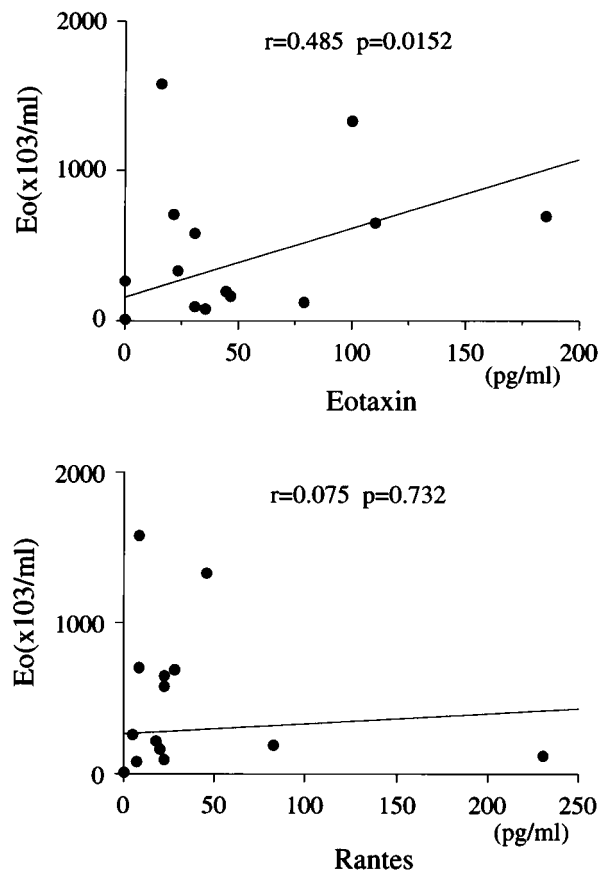 2000
r=0.485 p=0.0152
Eo(x103/ml)
1000
0
0 50 100 150 200
(pg/ml)
Eotaxin
2000
r=0.075 p=0.732
Eo(x103/ml)
1000
0
0 50 100 150 200 250
(pg/ml)
Rantes